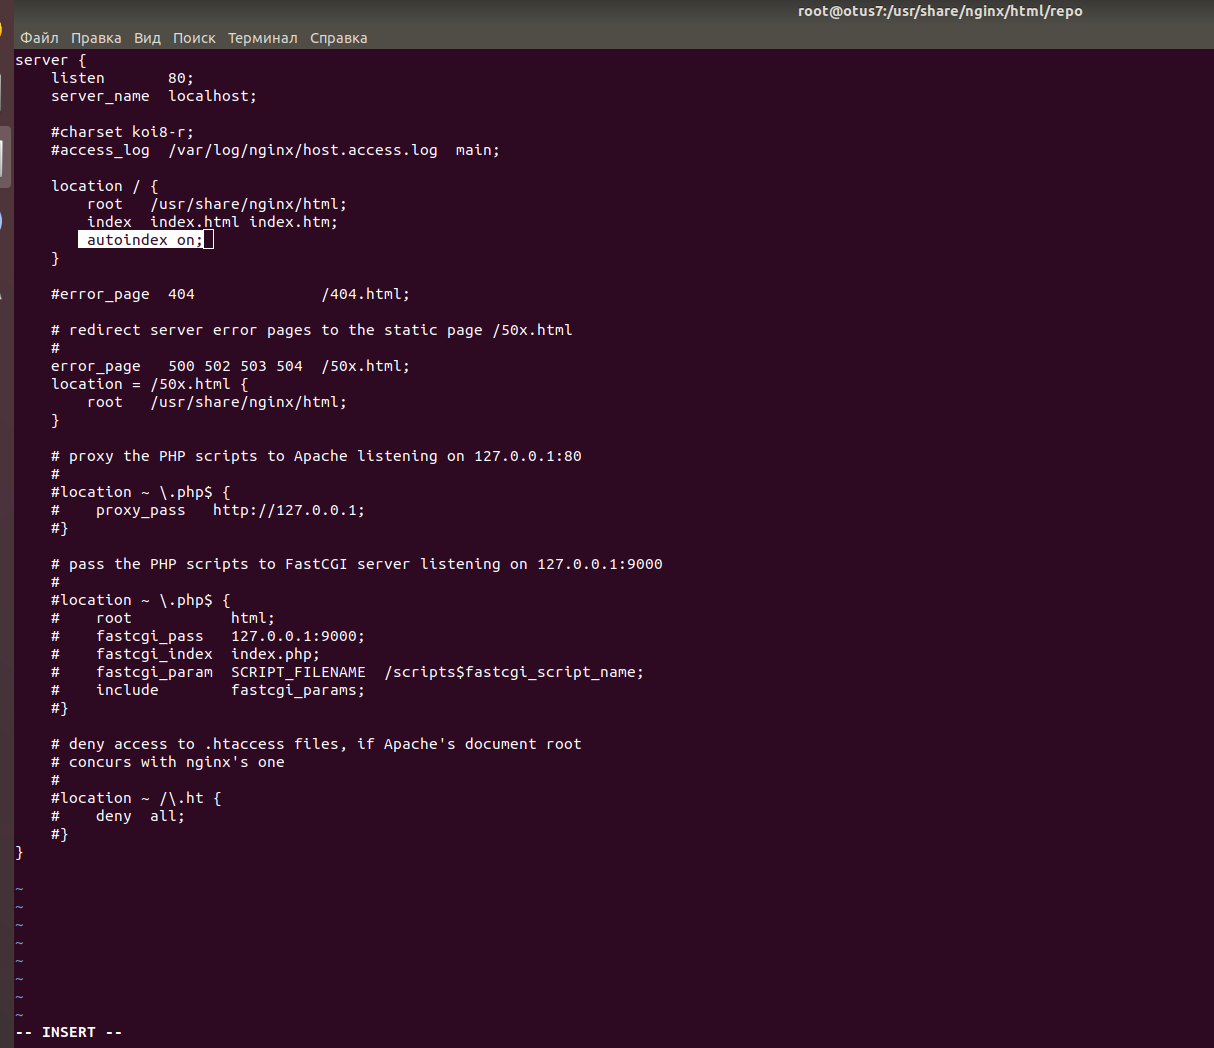 root@otus7:/usr/share/nginx/html/repo
Файл Правка Вид Поиск Терминал Справка
server {
    listen       80;
    server_name  localhost;

    #charset koi8-r;
    #access_log  /var/log/nginx/host.access.log  main;

    location / {
        root   /usr/share/nginx/html;
        index  index.html index.htm;
        autoindex on;
    }

    #error_page  404              /404.html;

    # redirect server error pages to the static page /50x.html
    #
    error_page   500 502 503 504  /50x.html;
    location = /50x.html {
        root   /usr/share/nginx/html;
    }

    # proxy the PHP scripts to Apache listening on 127.0.0.1:80
    #
    #location ~ \.php$ {
    #    proxy_pass   http://127.0.0.1;
    #}

    # pass the PHP scripts to FastCGI server listening on 127.0.0.1:9000
    #
    #location ~ \.php$ {
    #    root           html;
    #    fastcgi_pass   127.0.0.1:9000;
    #    fastcgi_index  index.php;
    #    fastcgi_param  SCRIPT_FILENAME  /scripts$fastcgi_script_name;
    #    include        fastcgi_params;
    #}

    # deny access to .htaccess files, if Apache's document root
    # concurs with nginx's one
    #
    #location ~ /\.ht {
    #    deny  all;
    #}
}

~
~
~
~
~
~
~
~
-- INSERT --